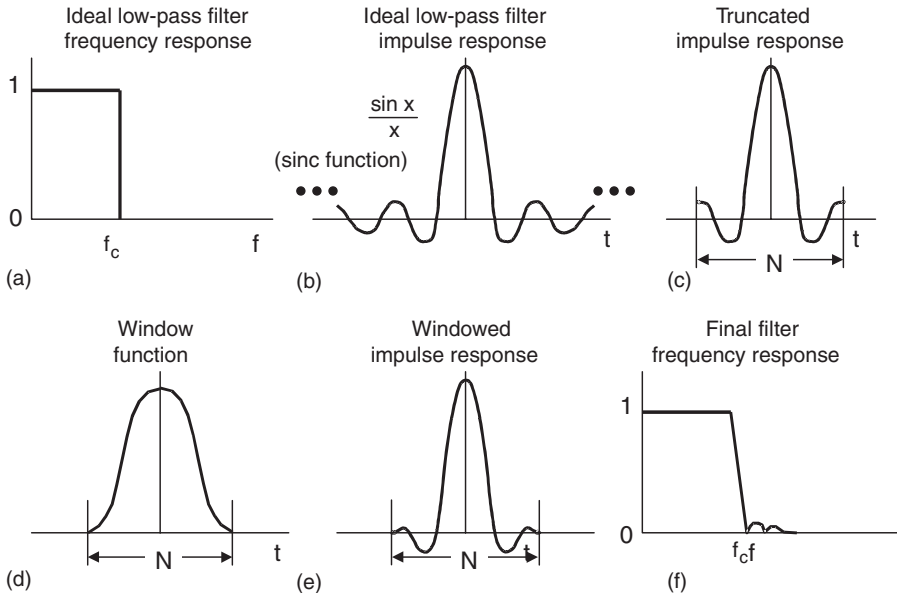 Ideal low-pass filter
frequency response
1
0
f_c
f
(a)
Ideal low-pass filter
impulse response
sin x
x
(sinc function)
t
(b)
Truncated
impulse response
t
N
(c)
Window
function
N
t
(d)
Windowed
impulse response
N
t
(e)
Final filter
frequency response
1
0
f_c f
(f)